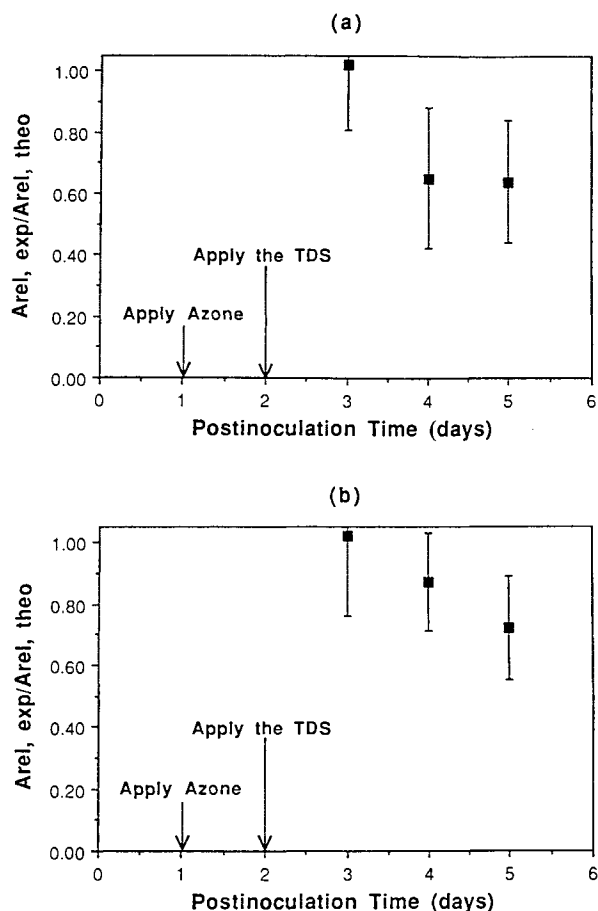 (a)
Arel, exp/Arel, theo
1.00
0.80
0.60
0.40
0.20
0.00
Apply the TDS
Apply Azone
0 1 2 3 4 5 6
Postinoculation Time (days)
(b)
Arel, exp/Arel, theo
1.00
0.80
0.60
0.40
0.20
0.00
Apply the TDS
Apply Azone
0 1 2 3 4 5 6
Postinoculation Time (days)